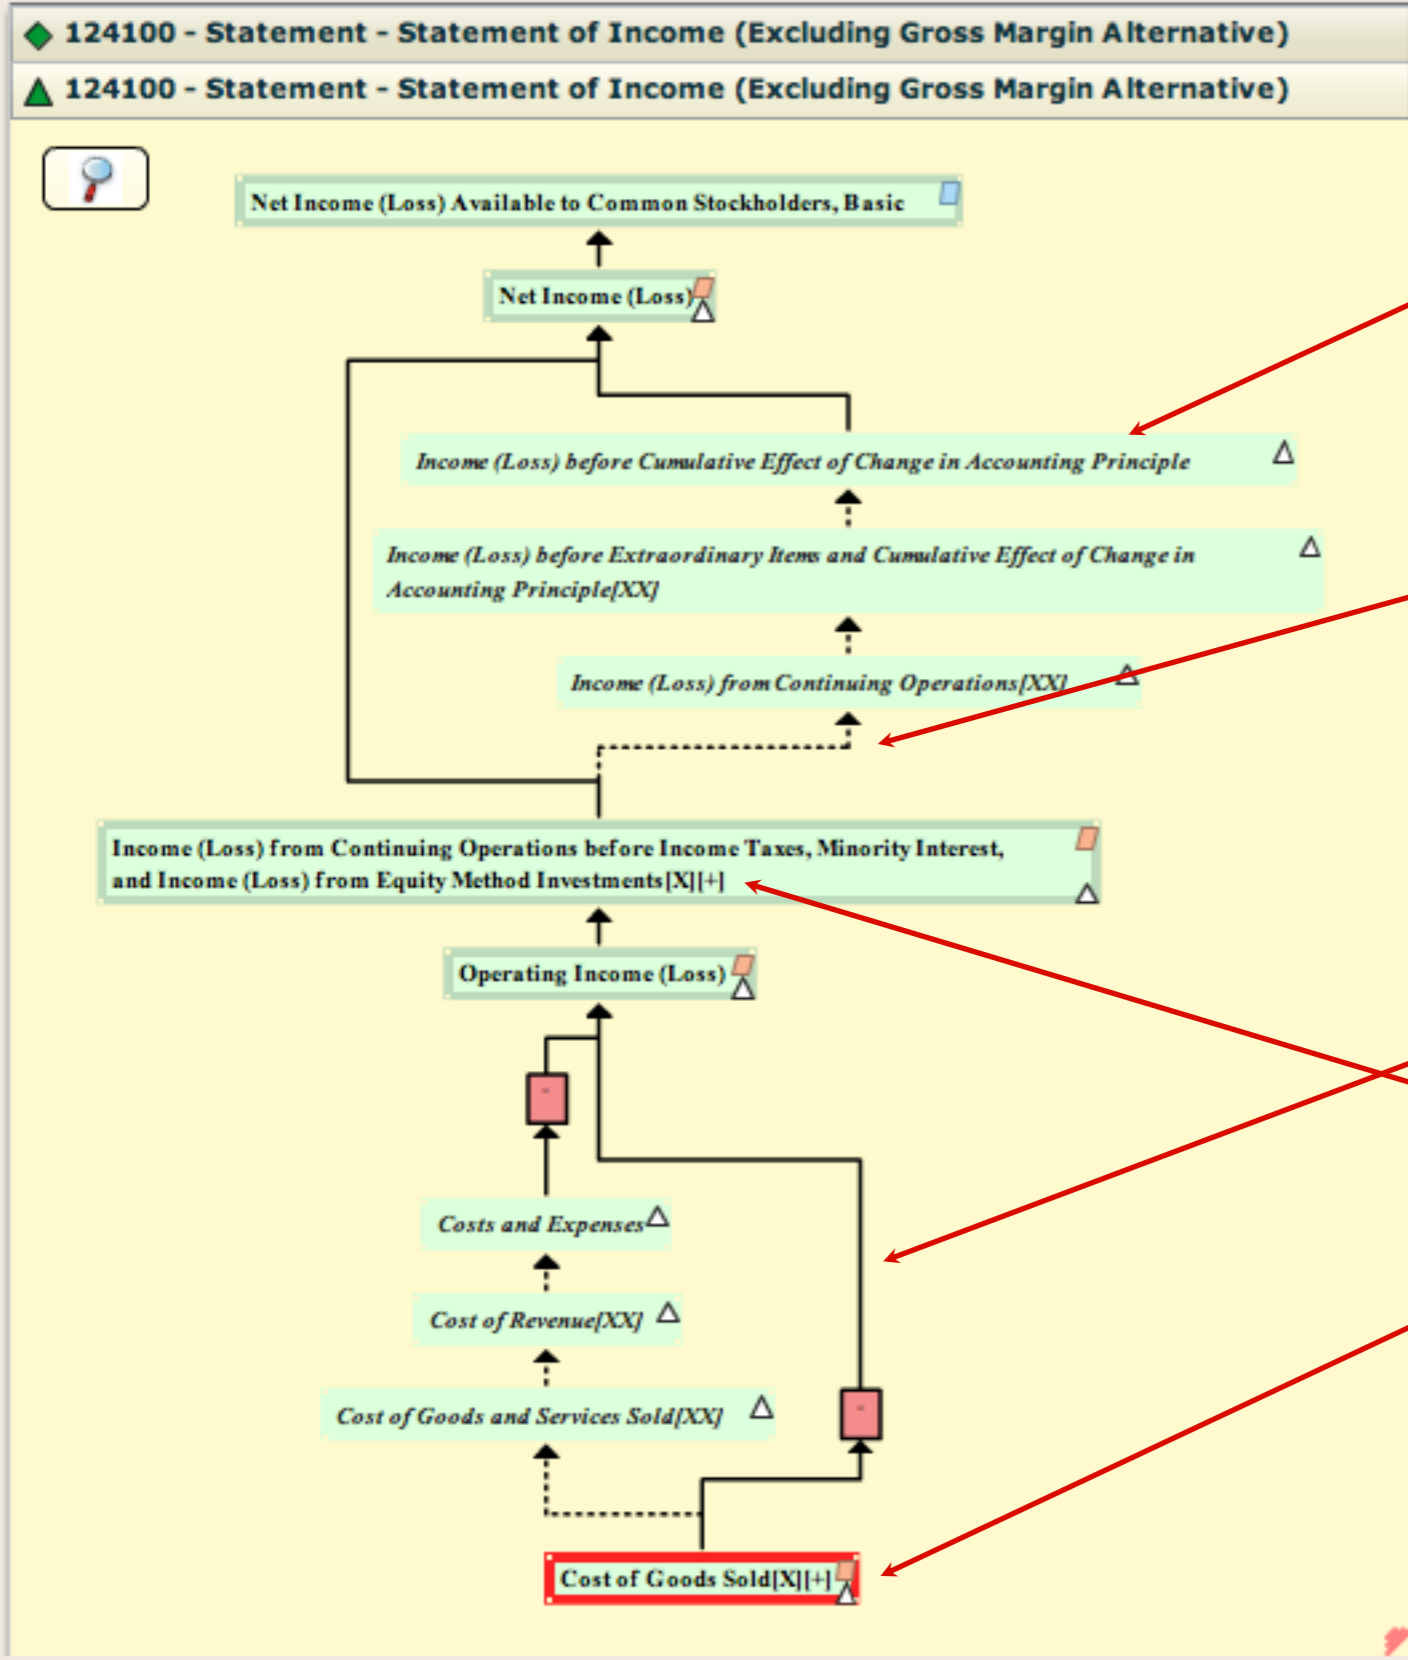 124100 - Statement - Statement of Income (Excluding Gross Margin Alternative)
124100 - Statement - Statement of Income (Excluding Gross Margin Alternative)
Net Income (Loss) Available to Common Stockholders, Basic
Net Income (Loss)
Income (Loss) before Cumulative Effect of Change in Accounting Principle
Income (Loss) before Extraordinary Items and Cumulative Effect of Change in
Accounting Principle[XX]
Income (Loss) from Continuing Operations[XX]
Income (Loss) from Continuing Operations before Income Taxes, Minority Interest,
and Income (Loss) from Equity Method Investments[X][+]
Operating Income (Loss)
-
Costs and Expenses
Cost of Revenue[XX]
Cost of Goods and Services Sold[XX]
-
Cost of Goods Sold[X][+]